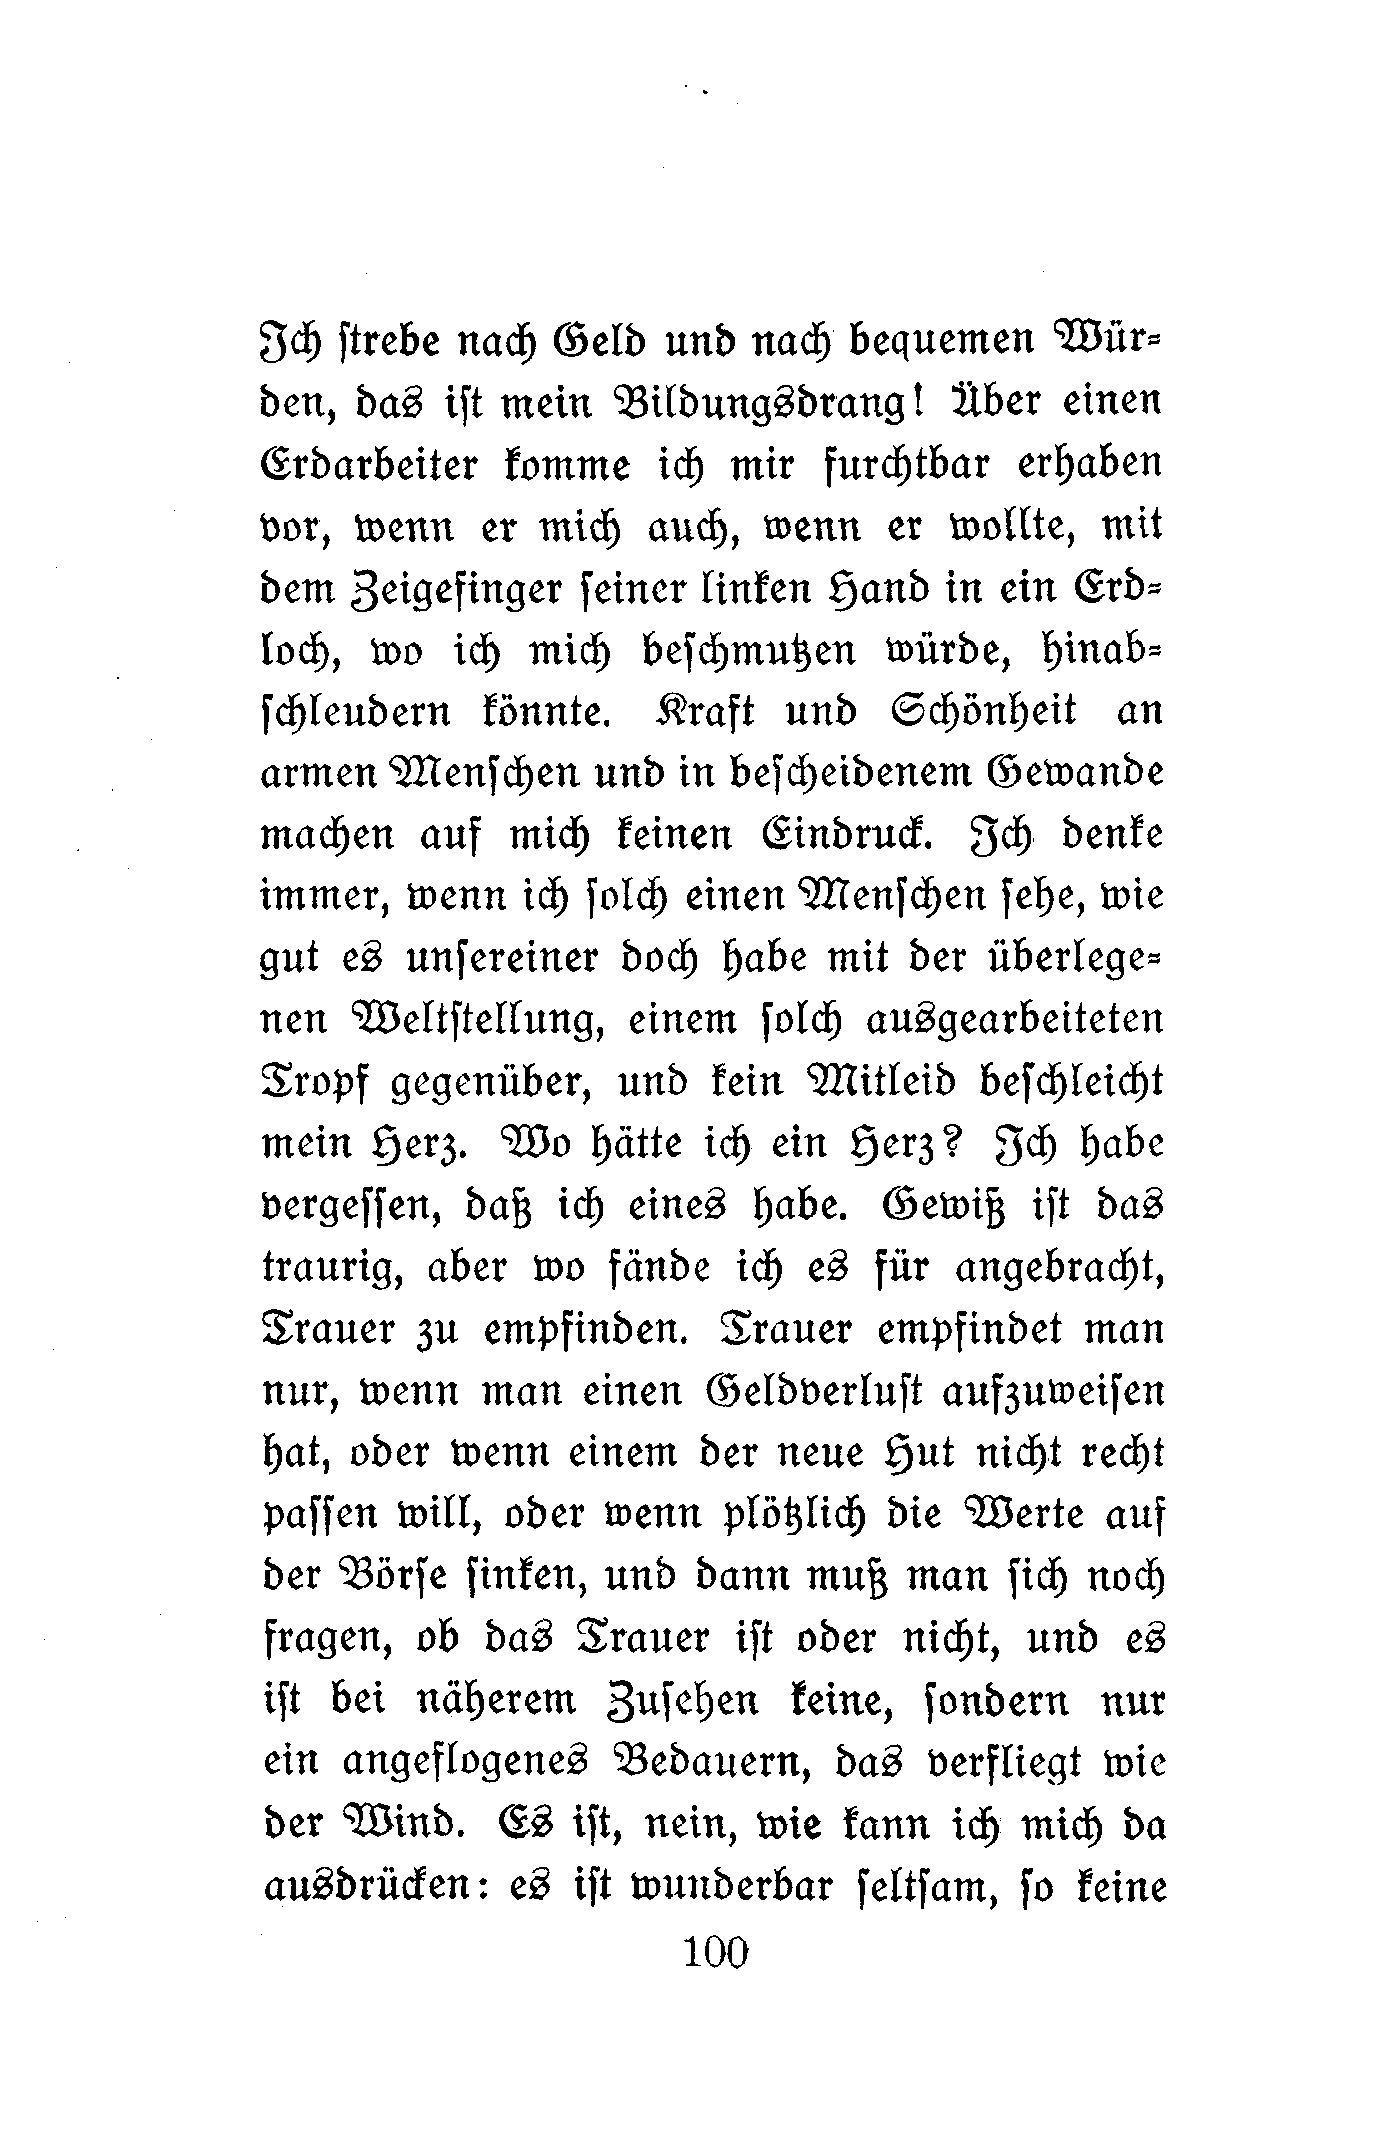 Ich strebe nach Geld und nach bequemen Wür-
den, das ist mein Bildungsdrang! Über einen
Erdarbeiter komme ich mir furchtbar erhaben
vor, wenn er mich auch, wenn er wollte, mit
dem Zeigefinger seiner linken Hand in ein Erd-
loch, wo ich mich beschmutzen würde, hinab-
schleudern könnte. Kraft und Schönheit an
armen Menschen und in bescheidenem Gewande
machen auf mich keinen Eindruck. Ich denke
immer, wenn ich solch einen Menschen sehe, wie
gut es unsereiner doch habe mit der überlege-
nen Weltstellung, einem solch ausgearbeiteten
Tropf gegenüber, und kein Mitleid beschleicht
mein Herz. Wo hätte ich ein Herz? Ich habe
vergessen, daß ich eines habe. Gewiß ist das
traurig, aber wo fände ich es für angebracht,
Trauer zu empfinden. Trauer empfindet man
nur, wenn man einen Geldverlust aufzuweisen
hat, oder wenn einem der neue Hut nicht recht
passen will, oder wenn plötzlich die Werte auf
der Börse sinken, und dann muß man sich noch
fragen, ob das Trauer ist oder nicht, und es
ist bei näherem Zusehen keine, sondern nur
ein angeflogenes Bedauern, das verfliegt wie
der Wind. Es ist, nein, wie kann ich mich da
ausdrücken: es ist wunderbar seltsam, so keine
100